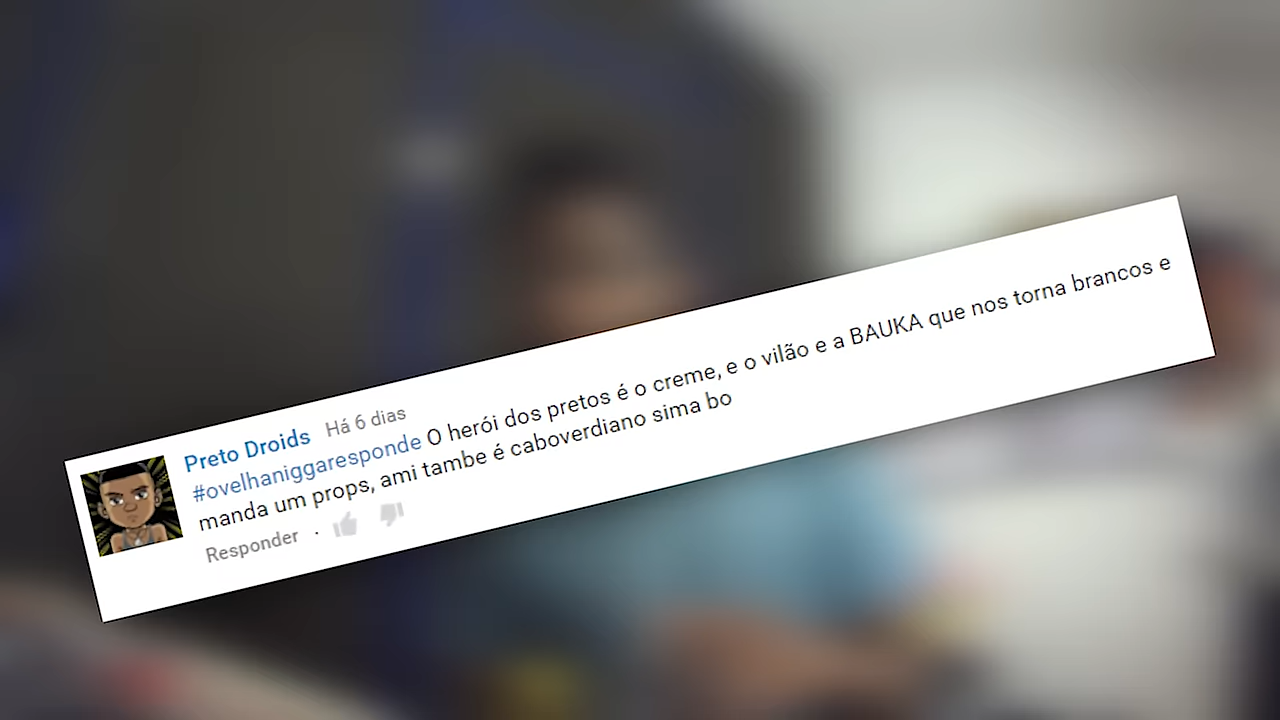 Preto Droids Há 6 dias
#ovelhaniggaresponde O herói dos pretos é o creme, e o vilão e a BAUKA que nos torna brancos e
manda um props, ami tambe é caboverdiano sima bo
Responder ·